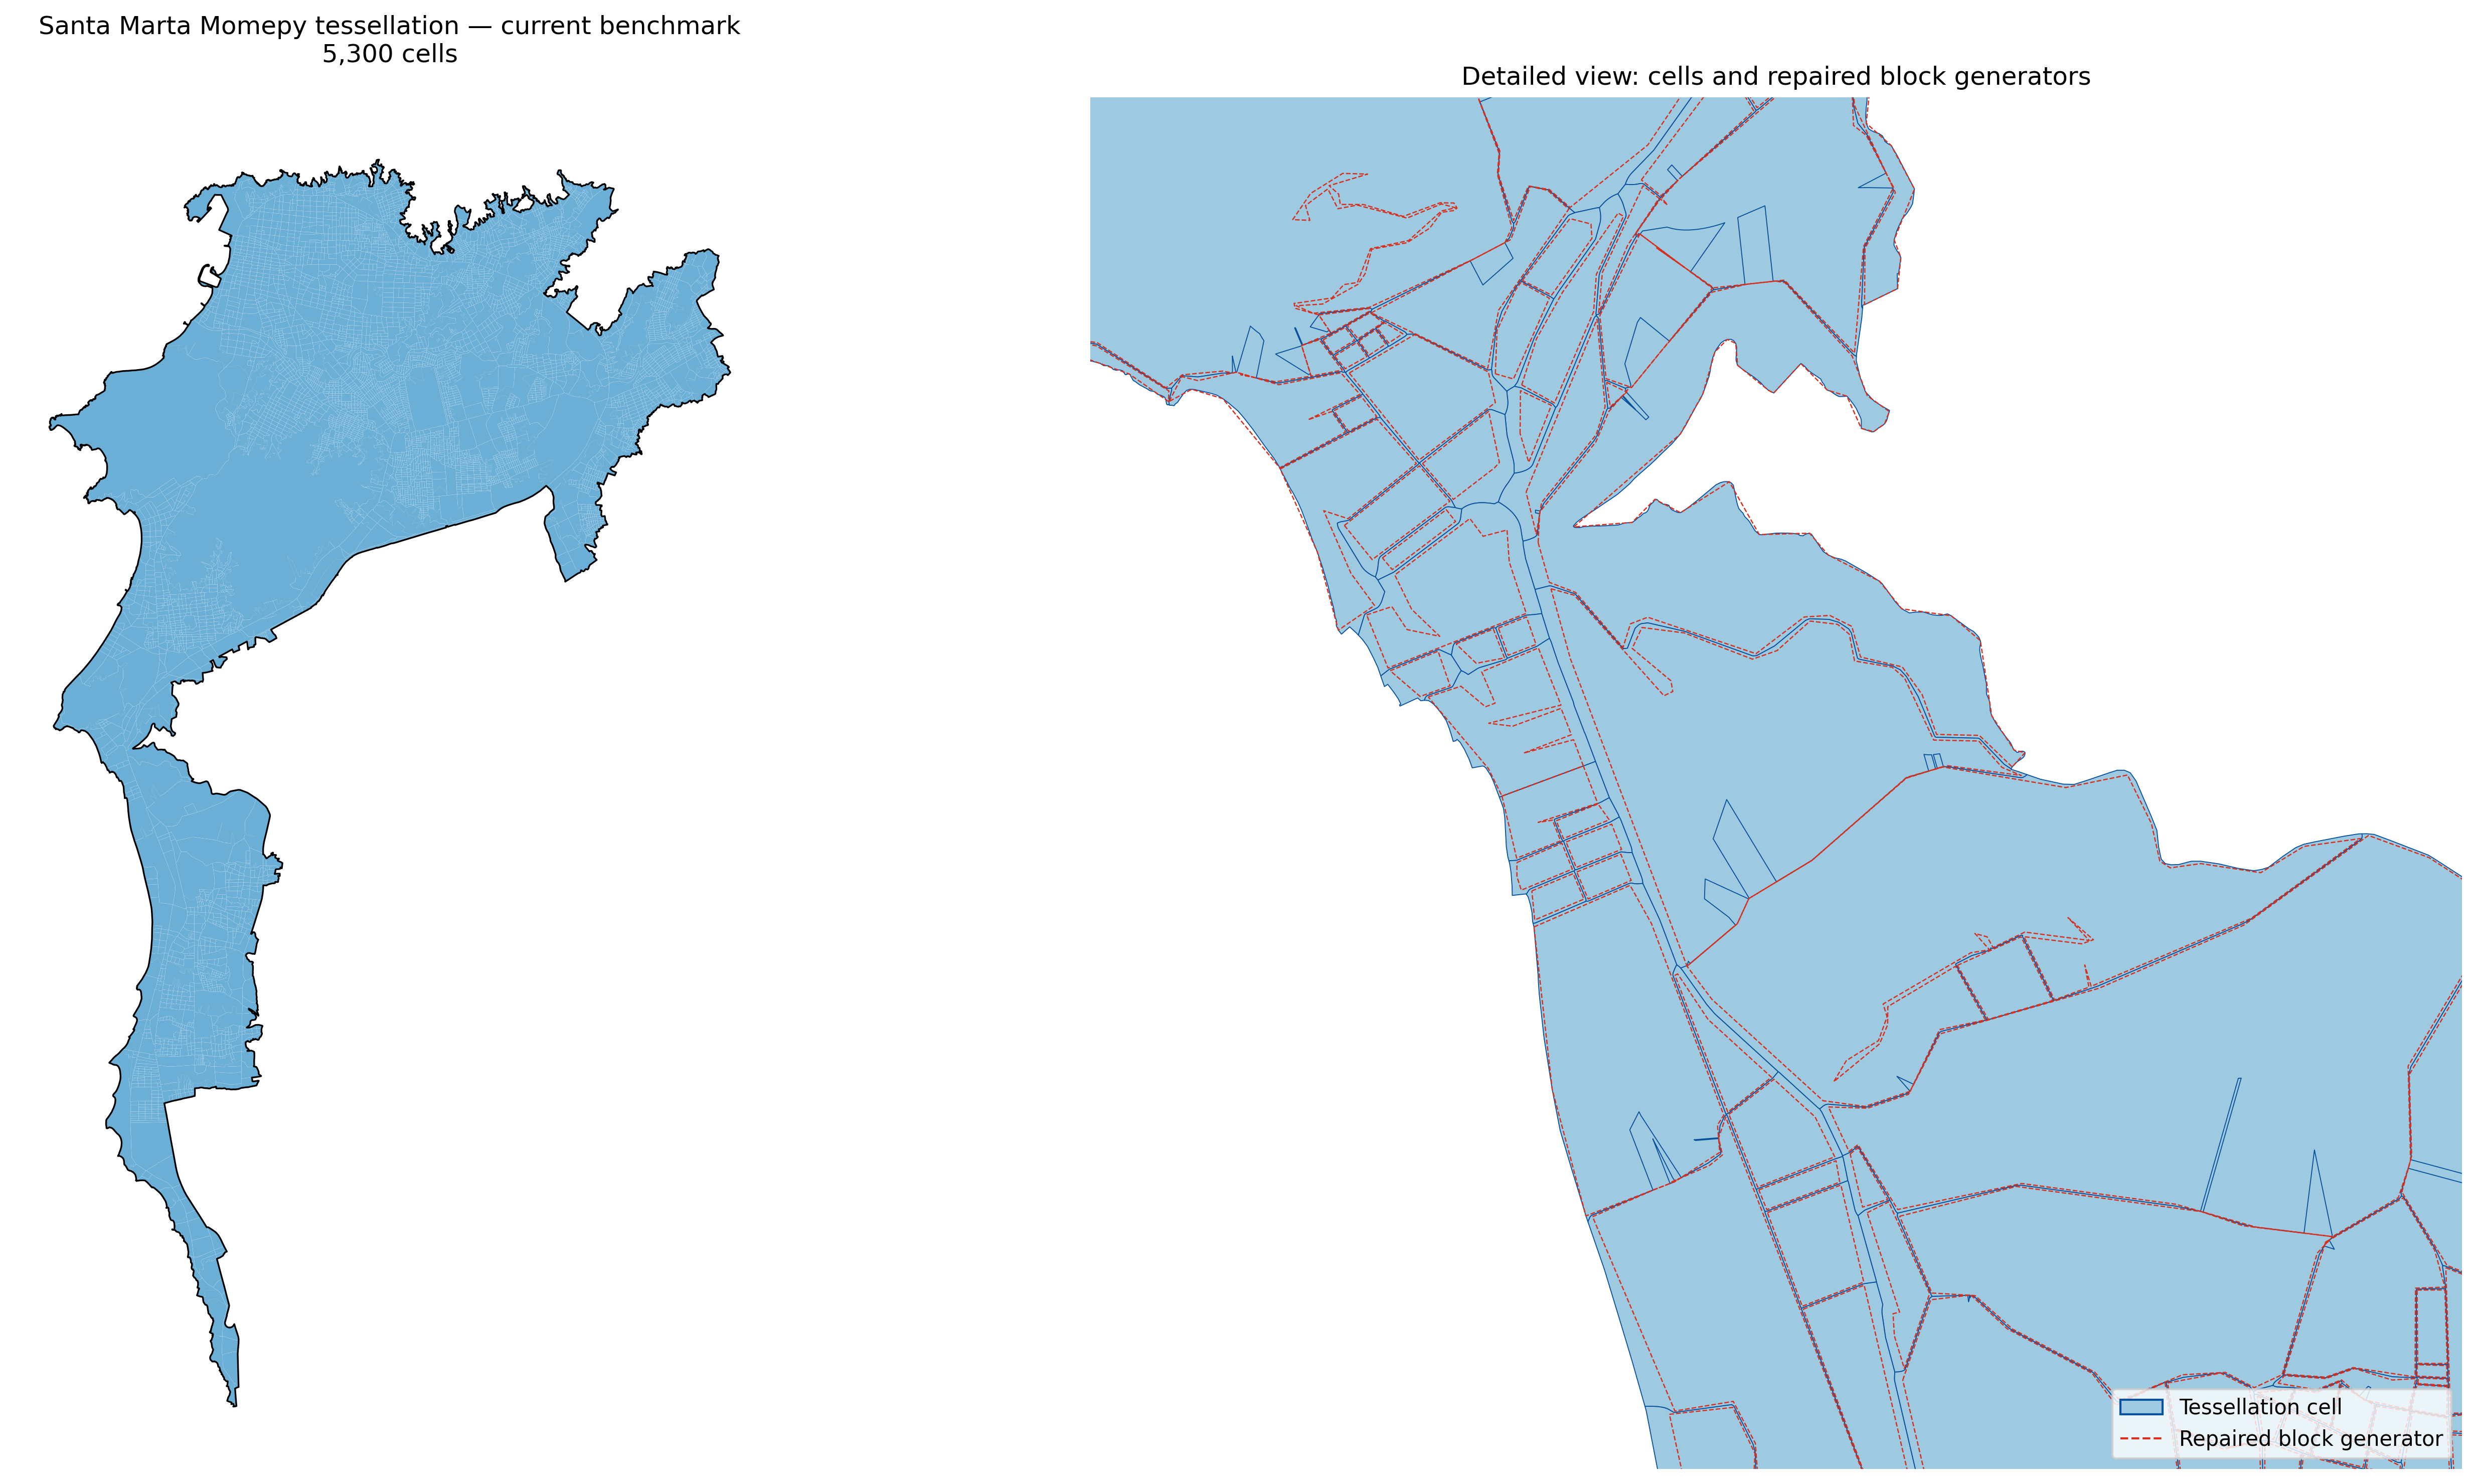 Santa Marta Momepy tessellation — current benchmark
5,300 cells
Detailed view: cells and repaired block generators
Tessellation cell
Repaired block generator